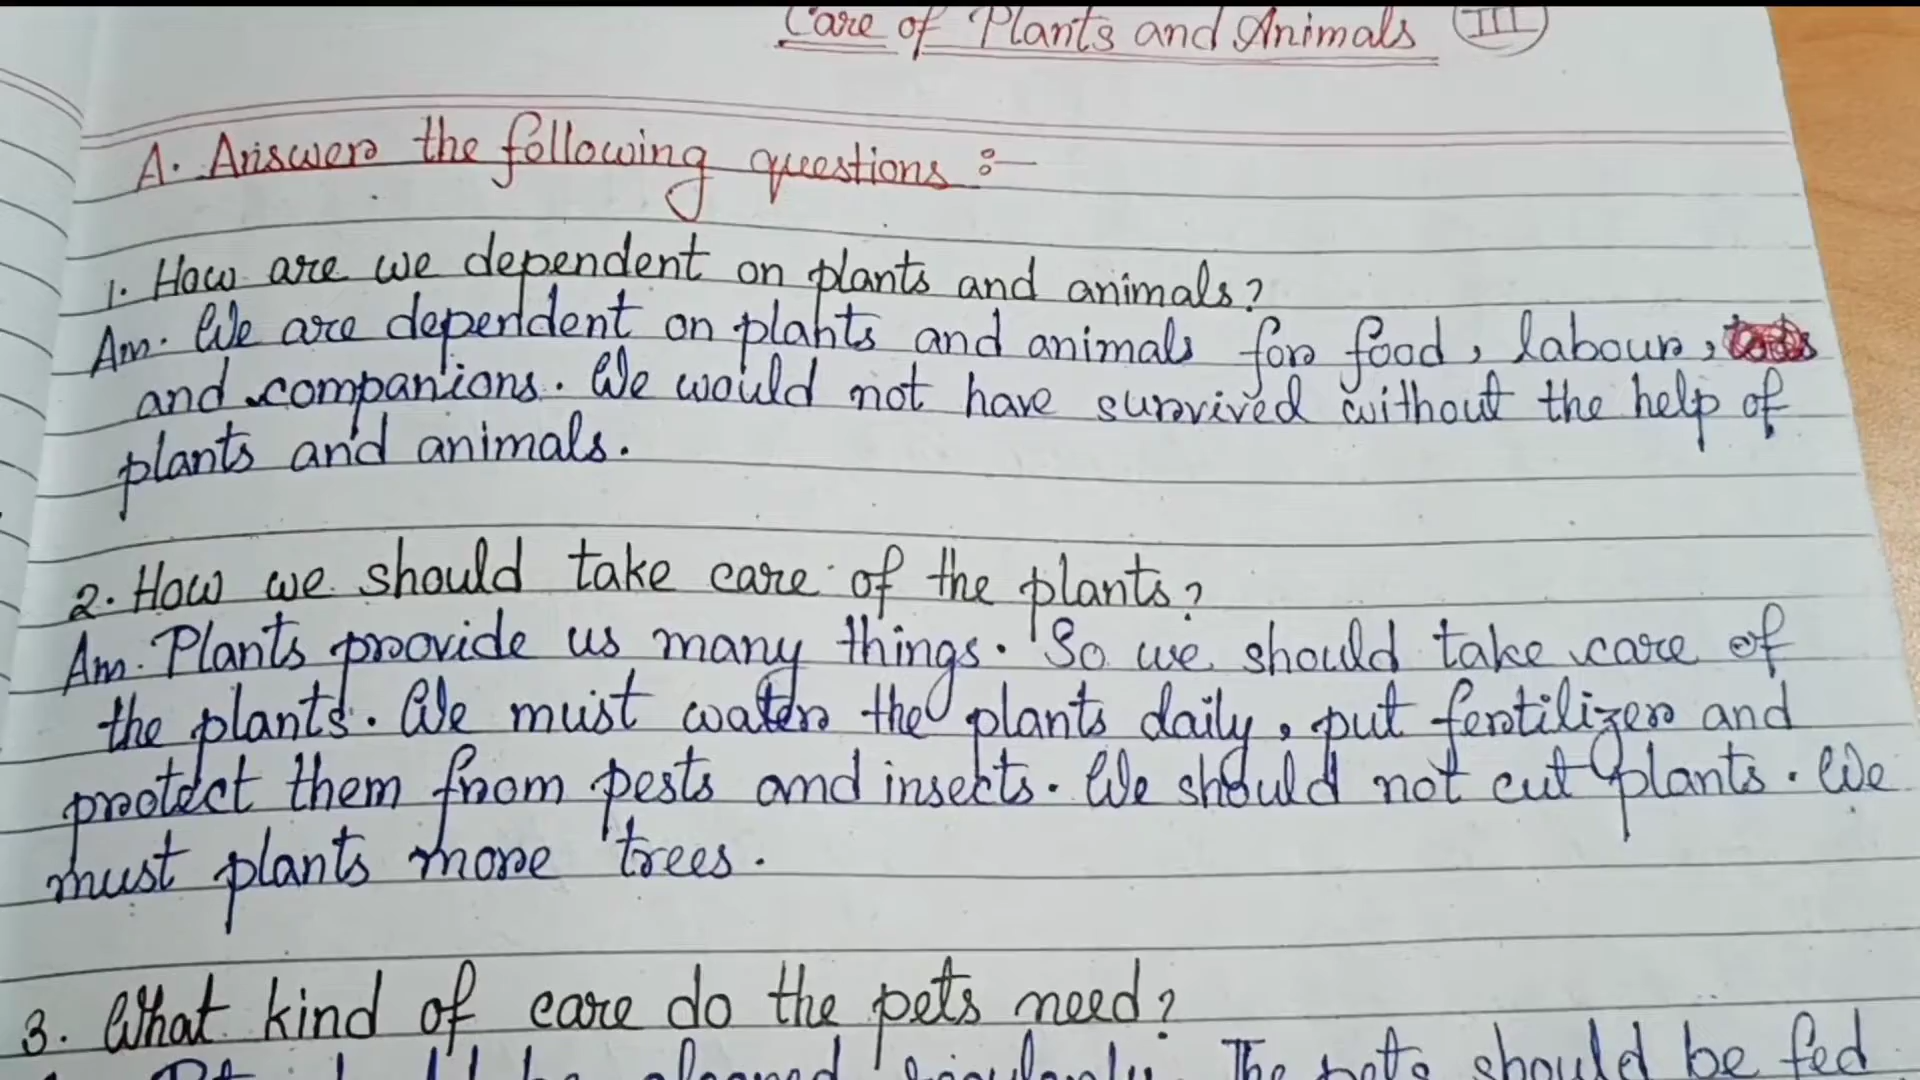 Care of Plants and Animals III
A. Answer the following questions :-
1. How are we dependent on plants and animals?
Ans. We are dependent on plants and animals for food, labour,
and companions. We would not have survived without the help of
plants and animals.
2. How we should take care of the plants?
Ans. Plants provide us many things. So we should take care of
the plants. We must water the plants daily, put fertilizer and
protect them from pests and insects. We should not cut plants. We
must plants more trees.
3. What kind of care do the pets need?
The pets should be fed